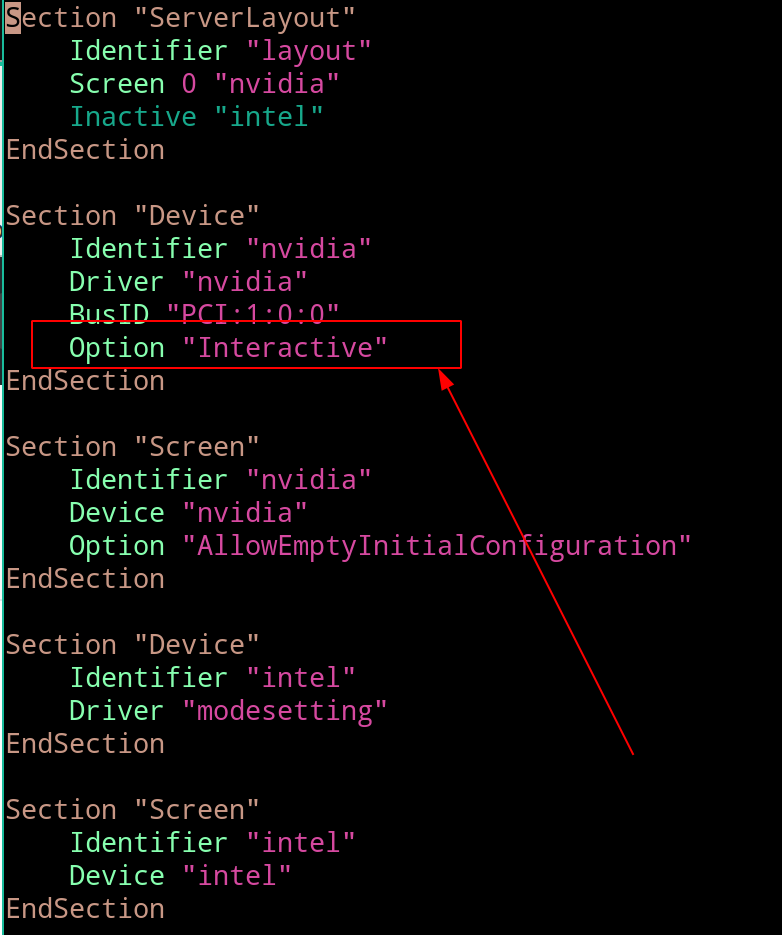 Section "ServerLayout"
    Identifier "layout"
    Screen 0 "nvidia"
    Inactive "intel"
EndSection

Section "Device"
    Identifier "nvidia"
    Driver "nvidia"
    BusID "PCI:1:0:0"
    Option "Interactive"
EndSection

Section "Screen"
    Identifier "nvidia"
    Device "nvidia"
    Option "AllowEmptyInitialConfiguration"
EndSection

Section "Device"
    Identifier "intel"
    Driver "modesetting"
EndSection

Section "Screen"
    Identifier "intel"
    Device "intel"
EndSection